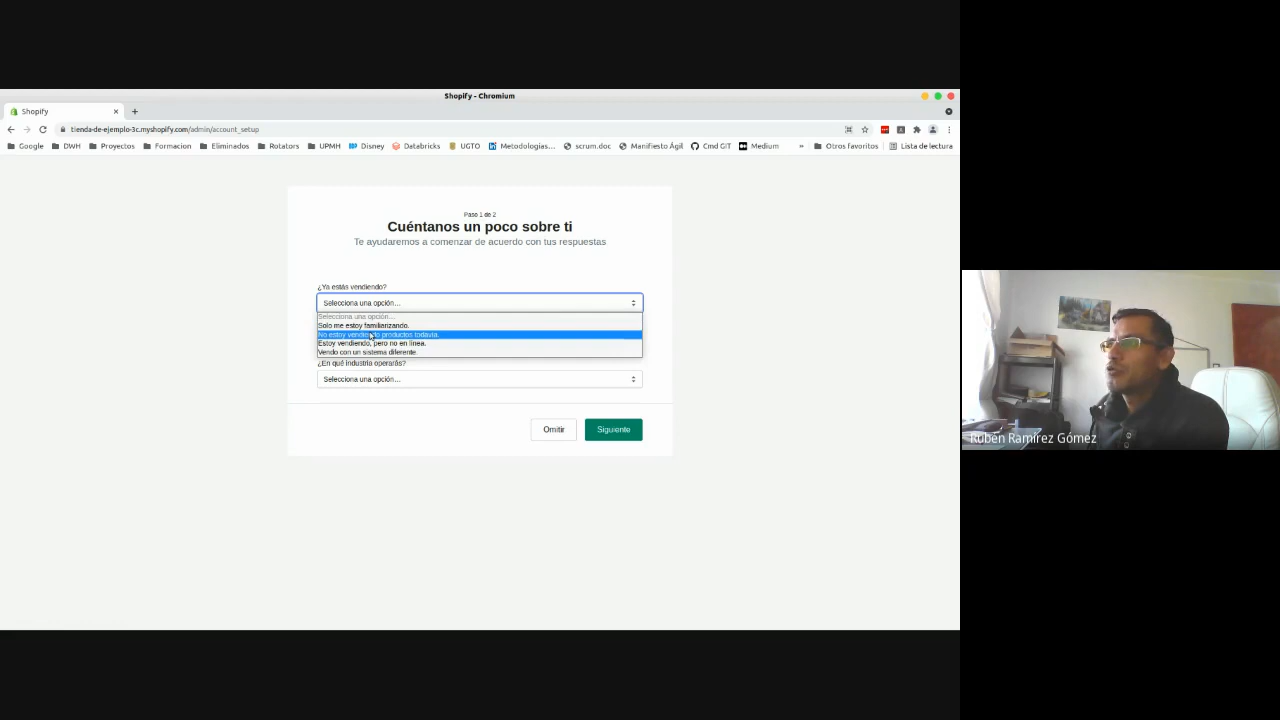 Shopify - Chromium
Shopify
tienda-de-ejemplo-3c.myshopify.com/admin/account_setup
Google DWH Proyectos Formacion Eliminados Rotators UPMH Disney Databricks UGTO Metodologías... scrum.doc Manifiesto Ágil Cmd GIT Medium » Otros favoritos Lista de lectura
Paso 1 de 2
Cuéntanos un poco sobre ti
Te ayudaremos a comenzar de acuerdo con tus respuestas
¿Ya estás vendiendo?
Selecciona una opción...
Selecciona una opción...
Solo me estoy familiarizando.
No estoy vendiendo productos todavía.
Estoy vendiendo, pero no en línea.
Vendo con un sistema diferente.
¿En qué industria operarás?
Selecciona una opción...
Omitir Siguiente
Rubén Ramírez Gómez